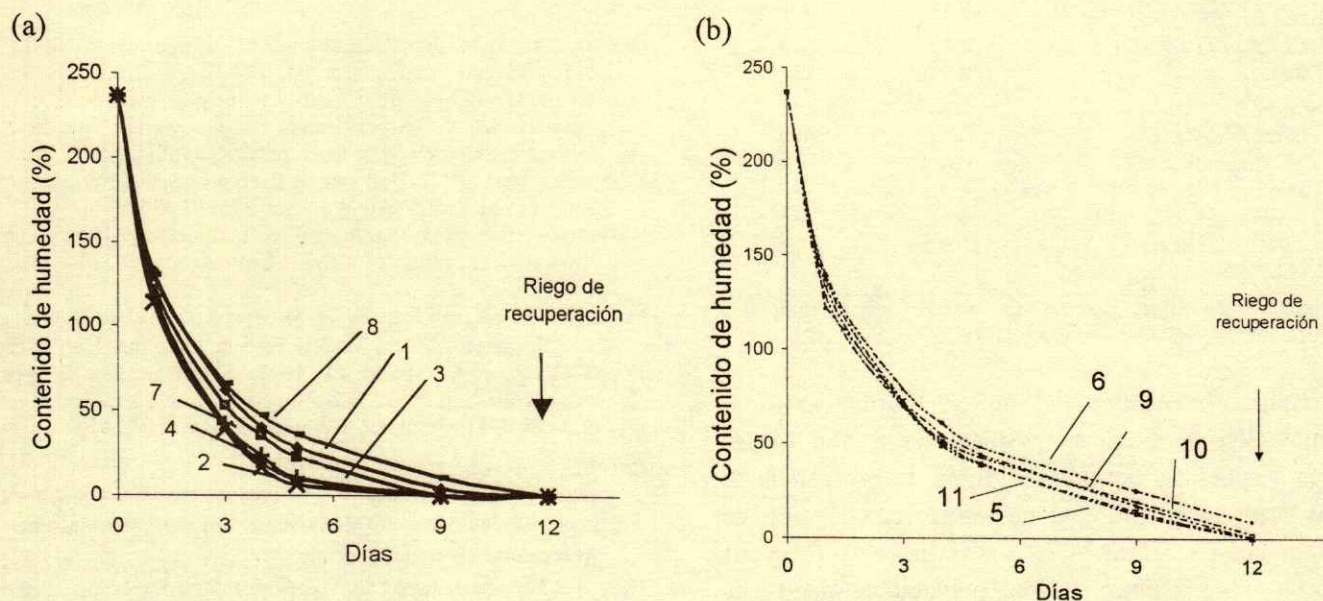 (a)
250
200
150
100
50
0
Contenido de humedad (%)
8
1
3
7
4
2
Riego de
recuperación
0 3 6 9 12
Días
(b)
250
200
150
100
50
0
Contenido de humedad (%)
6
9
10
11
5
Riego de
recuperación
0 3 6 9 12
Días